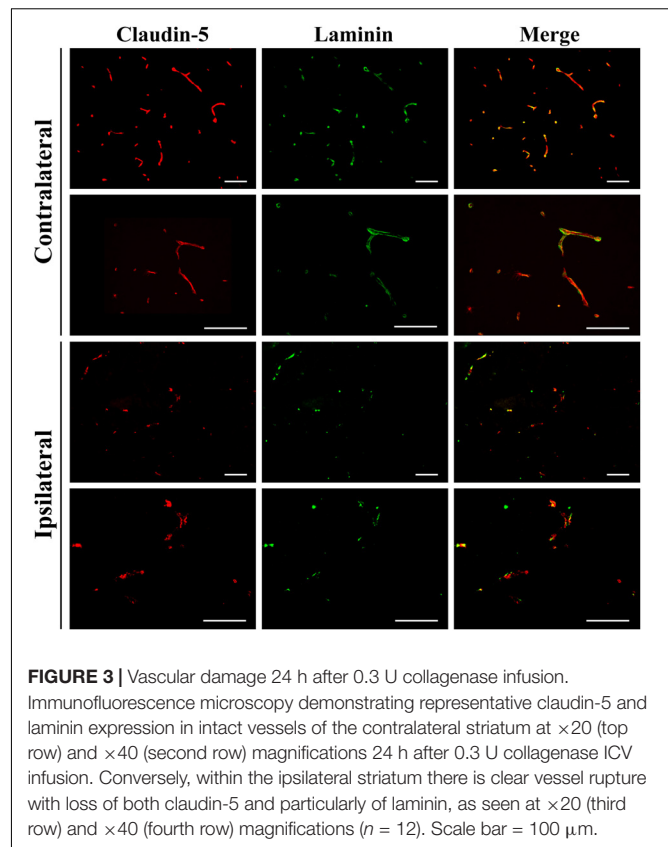 Claudin-5 Laminin Merge
Contralateral
Ipsilateral
FIGURE 3 | Vascular damage 24 h after 0.3 U collagenase infusion.
Immunofluorescence microscopy demonstrating representative claudin-5 and
laminin expression in intact vessels of the contralateral striatum at ×20 (top
row) and ×40 (second row) magnifications 24 h after 0.3 U collagenase ICV
infusion. Conversely, within the ipsilateral striatum there is clear vessel rupture
with loss of both claudin-5 and particularly of laminin, as seen at ×20 (third
row) and ×40 (fourth row) magnifications (n = 12). Scale bar = 100 μm.